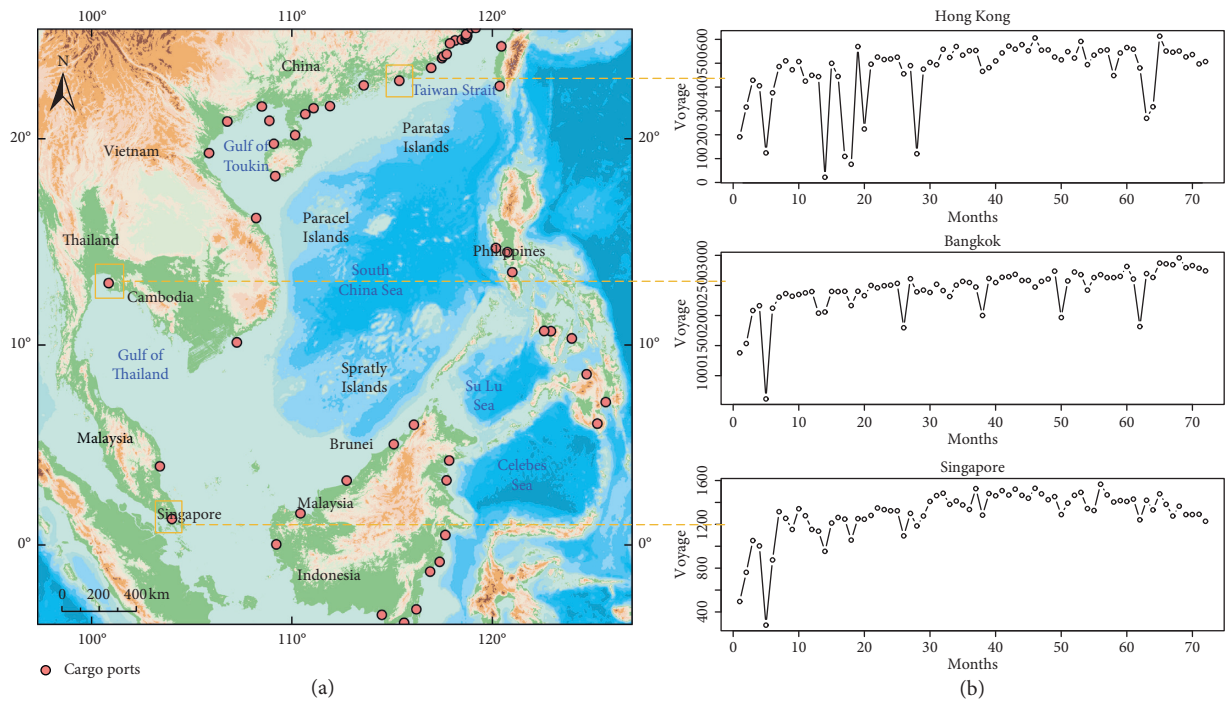 100°
110°
120°
N
China
Taiwan Strait
20°
20°
Paratas
Islands
Vietnam
Gulf of
Toukin
Paracel
Islands
Thailand
Philippines
South
China Sea
Cambodia
10°
10°
Gulf of
Thailand
Spratly
Islands
Su Lu
Sea
Malaysia
Brunei
Celebes
Sea
Malaysia
Singapore
0°
0°
Indonesia
0 200 400 km
100°
110°
120°
Cargo ports
(a)
Hong Kong
Voyage
0 100 200 300 400 500 600
0 10 20 30 40 50 60 70
Months
Bangkok
Voyage
1000 1500 2000 2500 3000
0 10 20 30 40 50 60 70
Months
Singapore
Voyage
400 800 1200 1600
0 10 20 30 40 50 60 70
Months
(b)